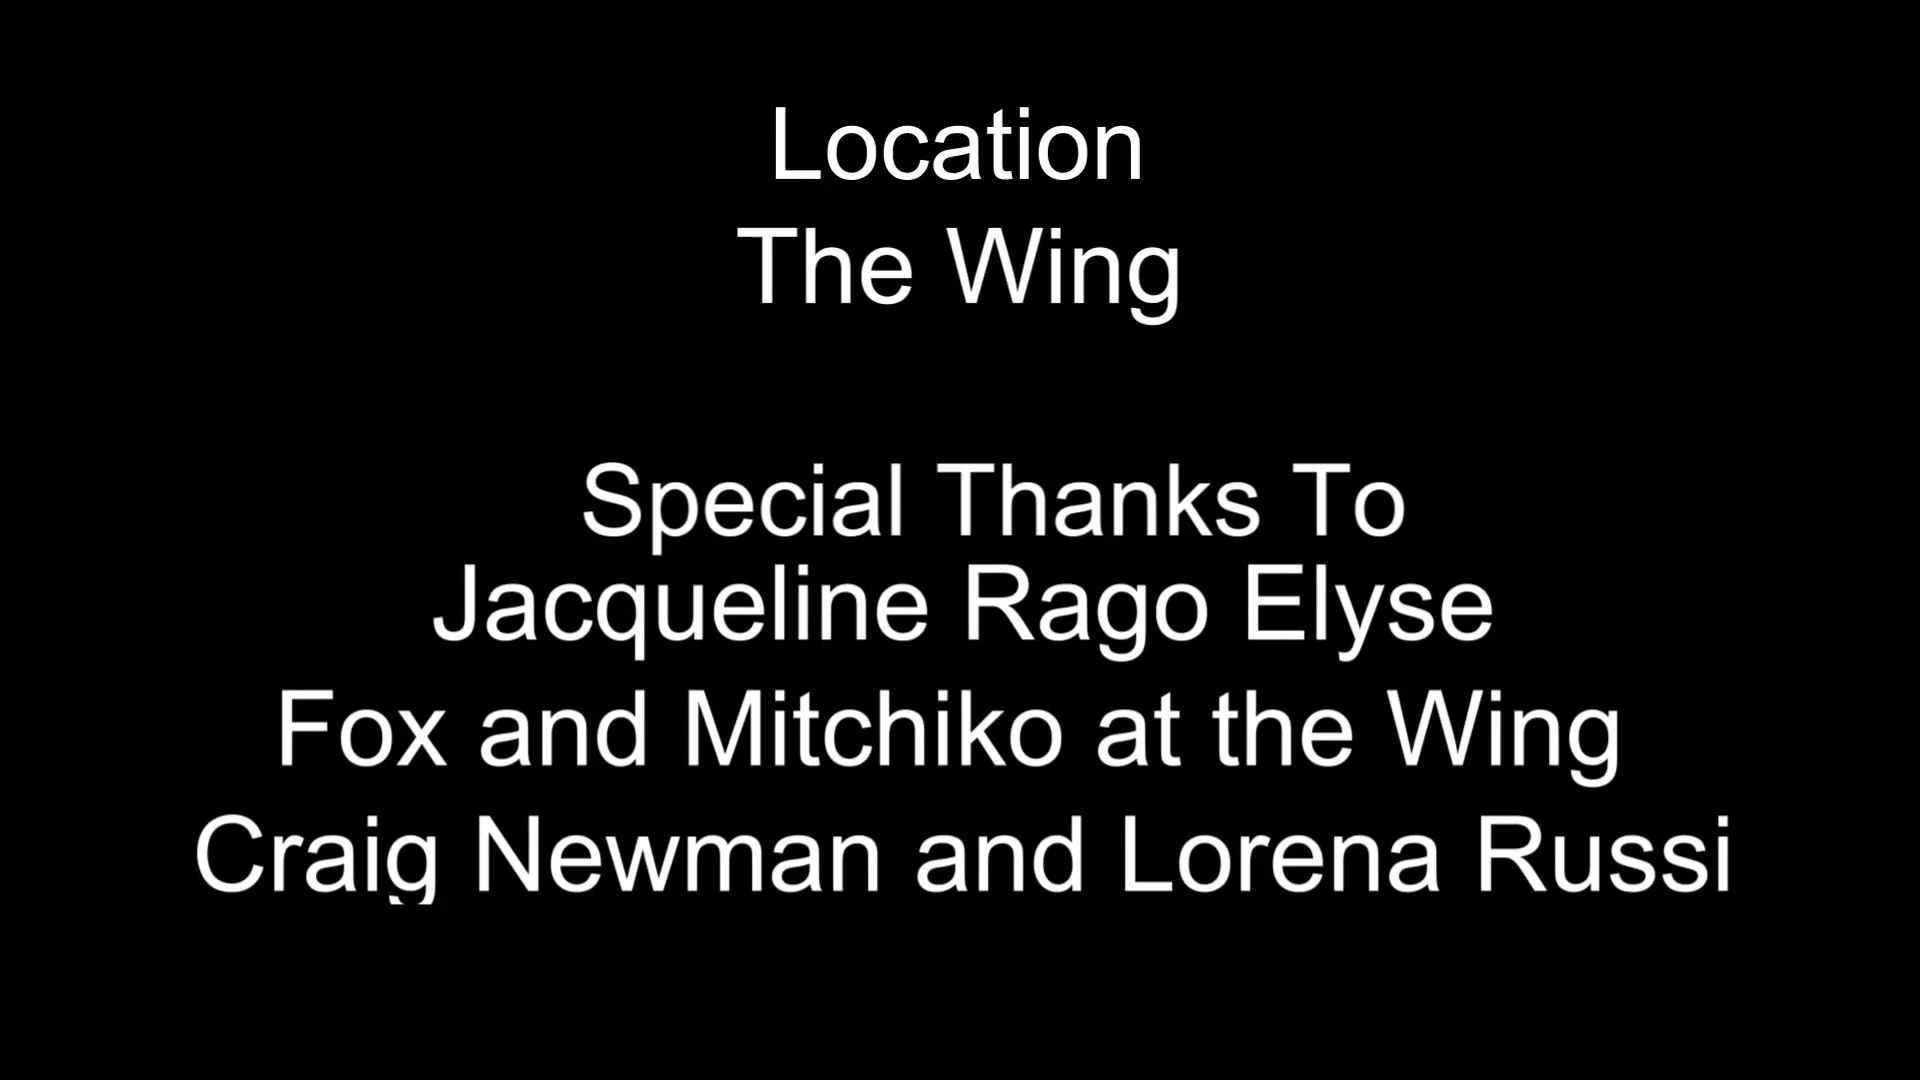 Location
The Wing
Special Thanks To
Jacqueline Rago Elyse
Fox and Mitchiko at the Wing
Craig Newman and Lorena Russi